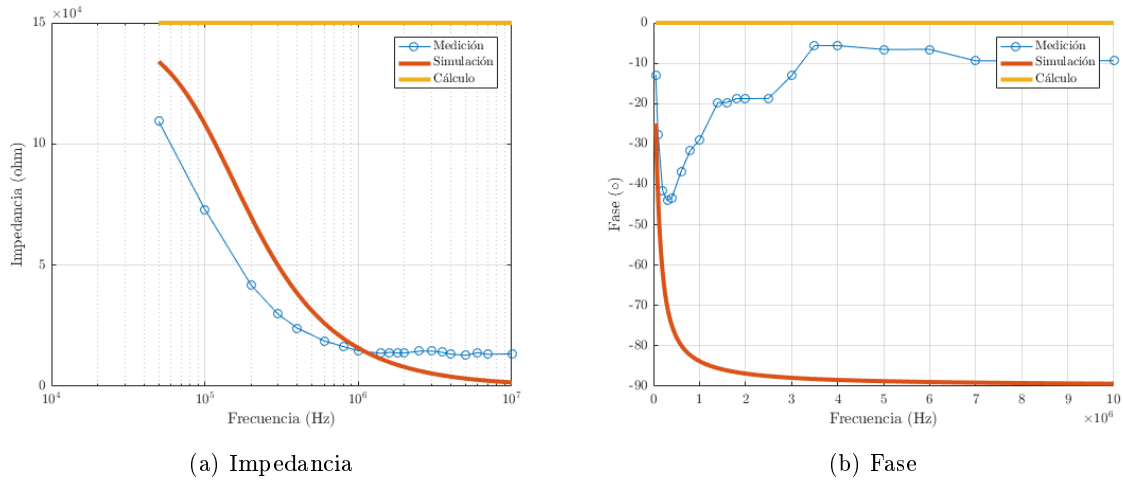 ×10⁴
15
10
5
0
10⁴
10⁵
10⁶
10⁷
Impedancia (ohm)
Frecuencia (Hz)
Medición
Simulación
Cálculo
(a) Impedancia
0
-10
-20
-30
-40
-50
-60
-70
-80
-90
0 1 2 3 4 5 6 7 8 9 10
×10⁶
Fase (○)
Frecuencia (Hz)
Medición
Simulación
Cálculo
(b) Fase